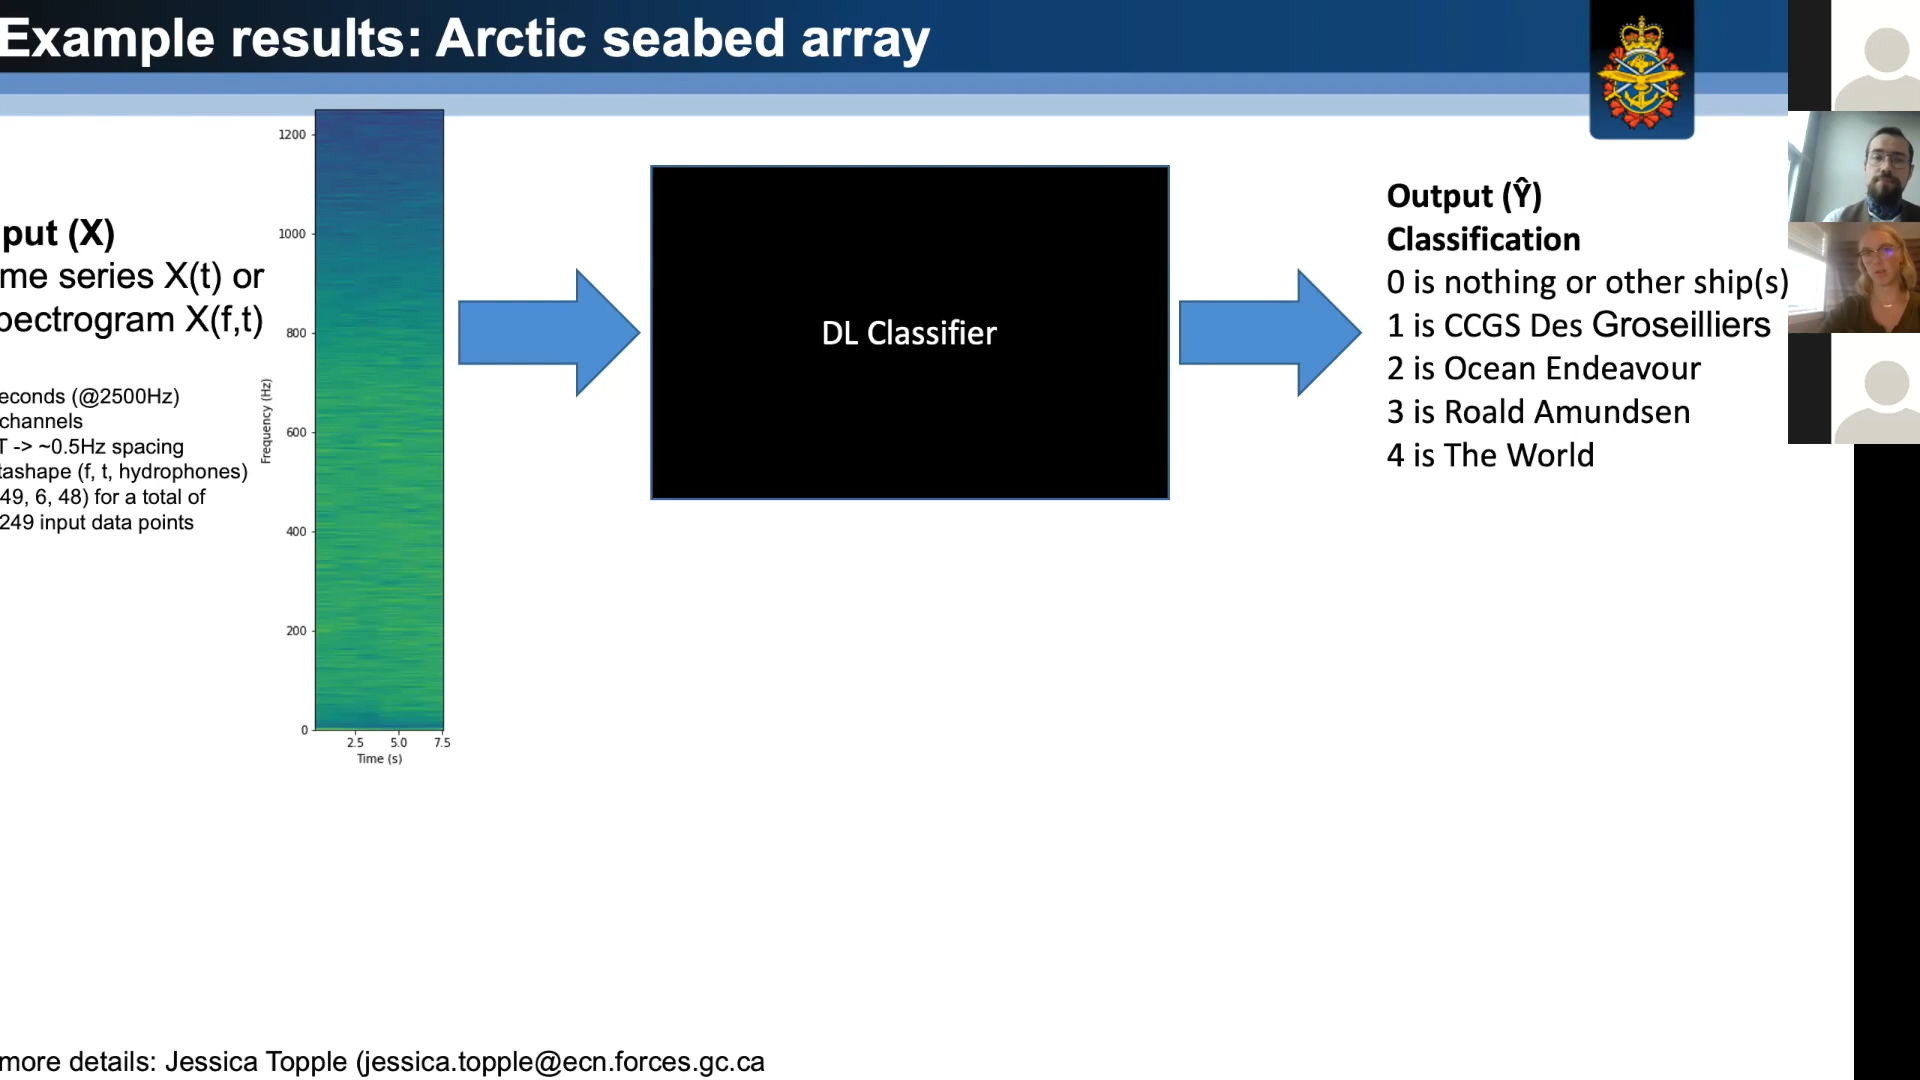 Example results: Arctic seabed array
put (X)
me series X(t) or
pectrogram X(f,t)
econds (@2500Hz)
channels
T -> ~0.5Hz spacing
tashape (f, t, hydrophones)
49, 6, 48) for a total of
249 input data points
1200
1000
800
600
400
200
0
Frequency (Hz)
2.5 5.0 7.5
Time (s)
DL Classifier
Output (Ŷ)
Classification
0 is nothing or other ship(s)
1 is CCGS Des Groseilliers
2 is Ocean Endeavour
3 is Roald Amundsen
4 is The World
more details: Jessica Topple (jessica.topple@ecn.forces.gc.ca